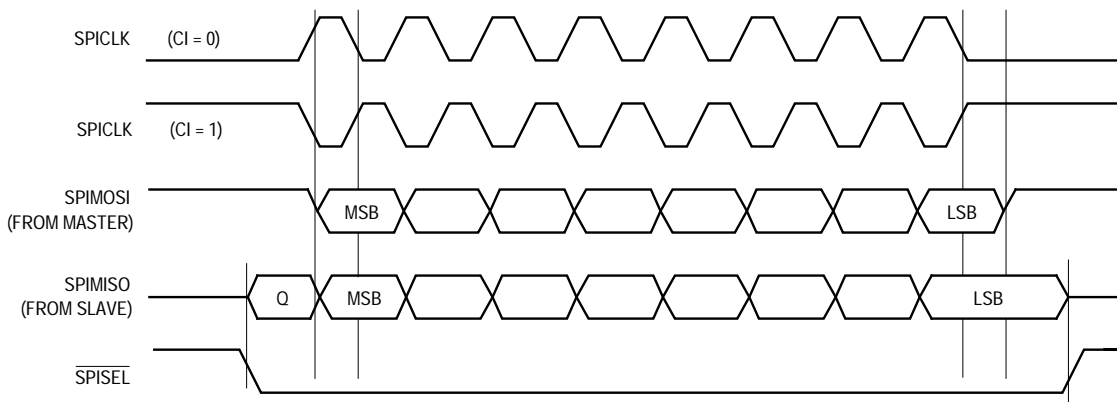 SPICLK (CI = 0)
SPICLK (CI = 1)
SPIMOSI
(FROM MASTER)
MSB LSB
SPIMISO
(FROM SLAVE)
Q MSB LSB
SPISEL